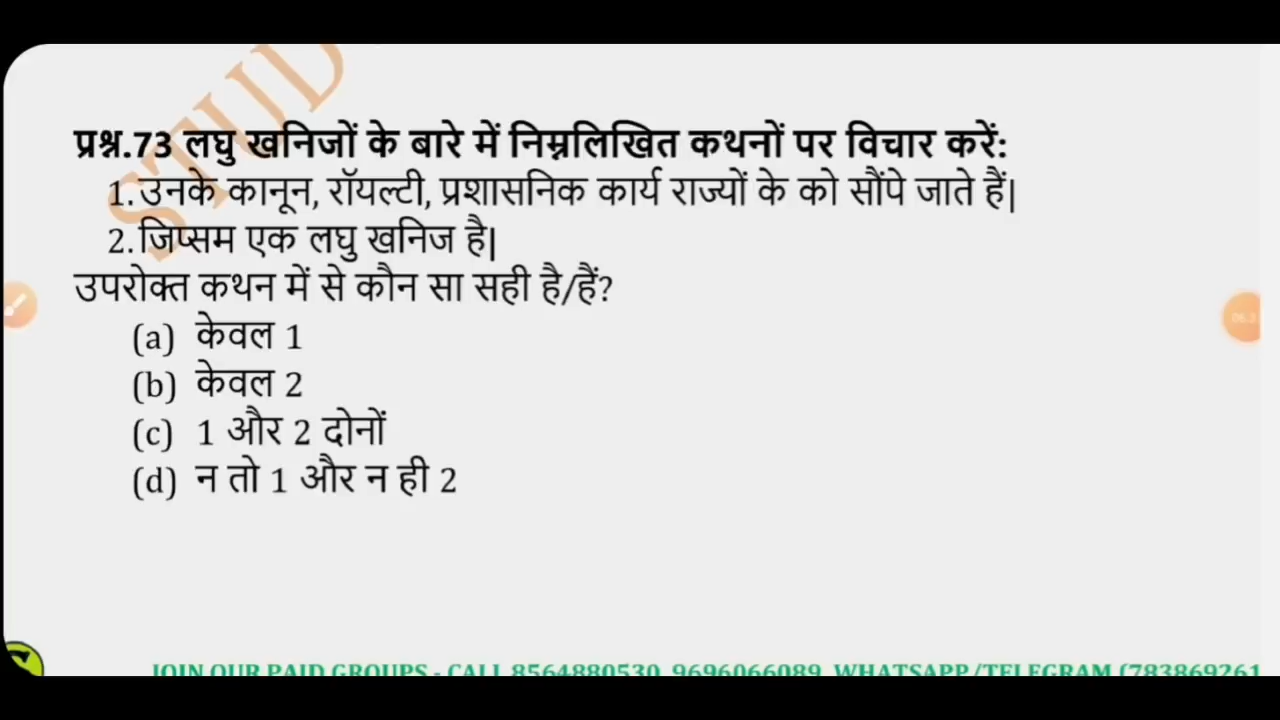 STUD
प्रश्न.73 लघु खनिजों के बारे में निम्नलिखित कथनों पर विचार करें:
1. उनके कानून, रॉयल्टी, प्रशासनिक कार्य राज्यों के को सौंपे जाते हैं|
2. जिप्सम एक लघु खनिज है|
उपरोक्त कथन में से कौन सा सही है/हैं?
(a) केवल 1
(b) केवल 2
(c) 1 और 2 दोनों
(d) न तो 1 और न ही 2
JOIN OUR PAID GROUPS - CALL 8564880530, 9696066089, WHATSAPP/TELEGRAM (783869261